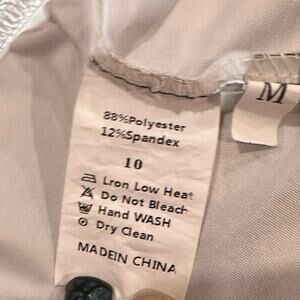 88%Polyester
12%Spandex
10
Lron Low Heat
Do Not Bleach
Hand WASH
Dry Clean
MADEIN CHINA
M